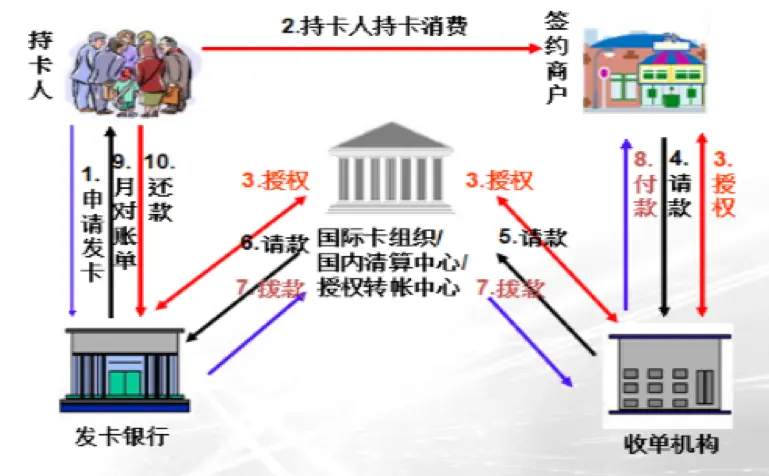 持卡人
2.持卡人持卡消费
签约商户
1.申请发卡
9.月对账单
10.还款
3.授权
3.授权
8.付款
4.请款
3.授权
6.请款
国际卡组织/
国内清算中心/
授权转帐中心
5.请款
7.拨款
7.拨款
发卡银行
收单机构